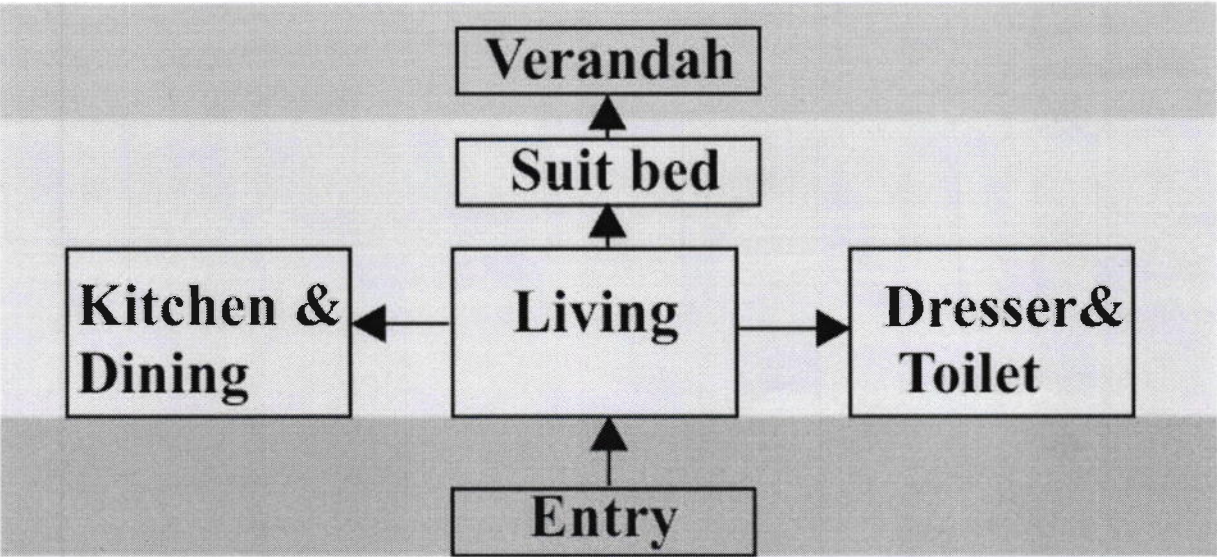 Verandah
Suit bed
Kitchen &
Dining
Living
Dresser&
Toilet
Entry